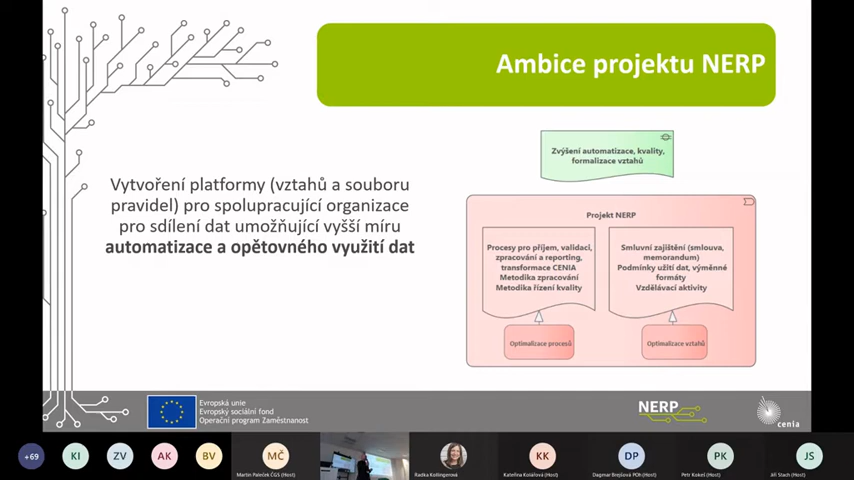 Ambice projektu NERP
Vytvoření platformy (vztahů a souboru
pravidel) pro spolupracující organizace
pro sdílení dat umožňující vyšší míru
automatizace a opětovného využití dat
Zvýšení automatizace, kvality,
formalizace vztahů
Projekt NERP
Procesy pro příjem, validaci,
zpracování a reporting,
transformace CENIA
Metodika zpracování
Metodika řízení kvality
Smluvní zajištění (smlouva,
memorandum)
Podmínky užití dat, výměnné
formáty
Vzdělávací aktivity
Optimalizace procesů
Optimalizace vztahů
Evropská unie
Evropský sociální fond
Operační program Zaměstnanost
NERP
cenia
+69
KI
ZV
AK
BV
MČ
Martin Paleček ČGS (Host)
Radka Kollingerová
KK
Kateřina Kolářová (Host)
DP
Dagmar Brejšová POh (Host)
PK
Petr Kokeš (Host)
JS
Jiří Stach (Host)